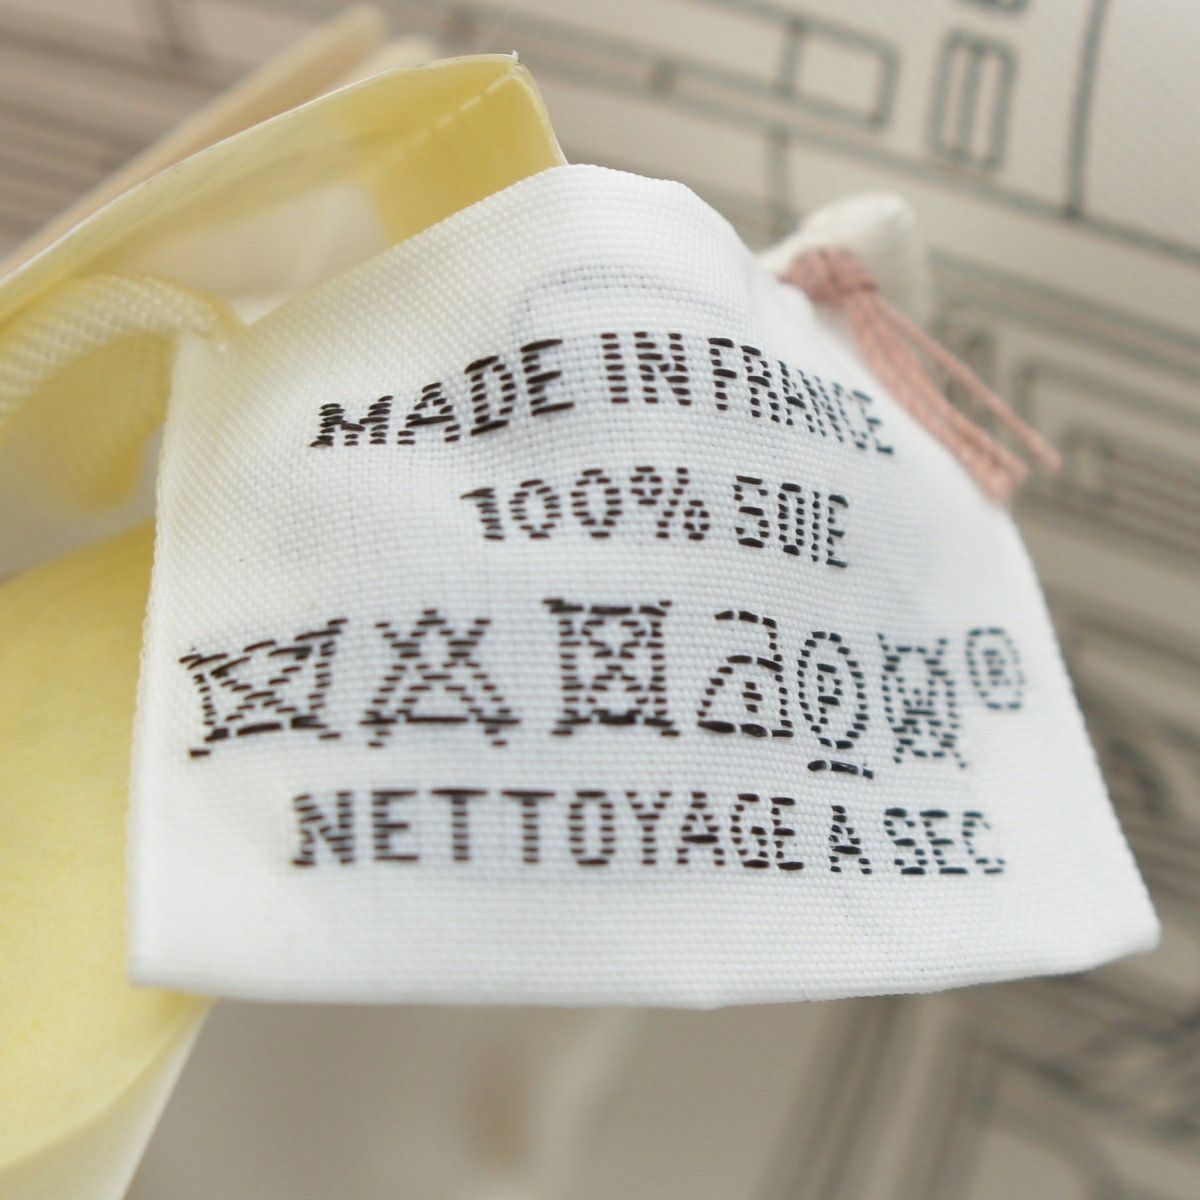 MADE IN FRANCE
100% SOIE
P ®
NETTOYAGE A SEC